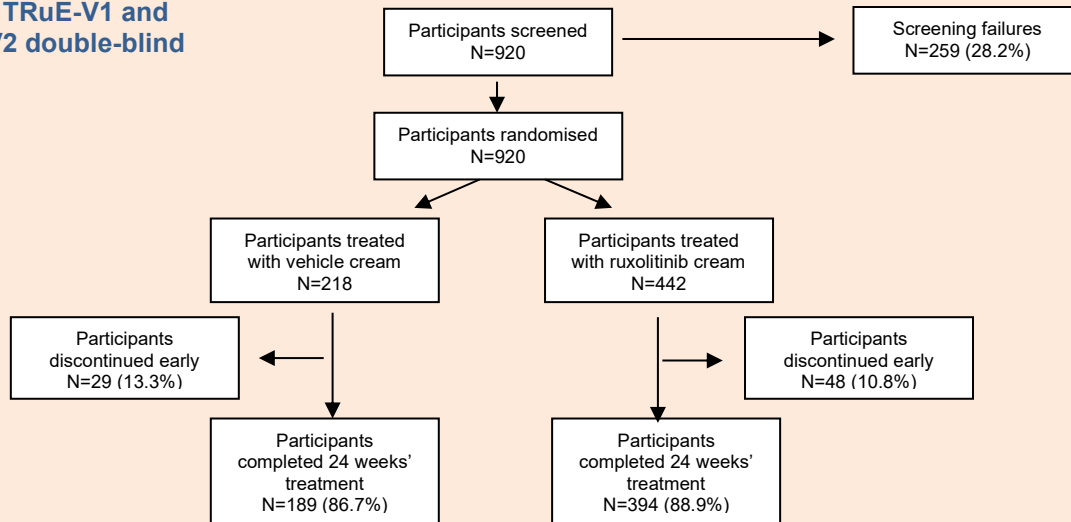 TRuE-V1 and
V2 double-blind
Participants screened
N=920
Screening failures
N=259 (28.2%)
Participants randomised
N=920
Participants treated
with vehicle cream
N=218
Participants treated
with ruxolitinib cream
N=442
Participants
discontinued early
N=29 (13.3%)
Participants
discontinued early
N=48 (10.8%)
Participants
completed 24 weeks’
treatment
N=189 (86.7%)
Participants
completed 24 weeks’
treatment
N=394 (88.9%)